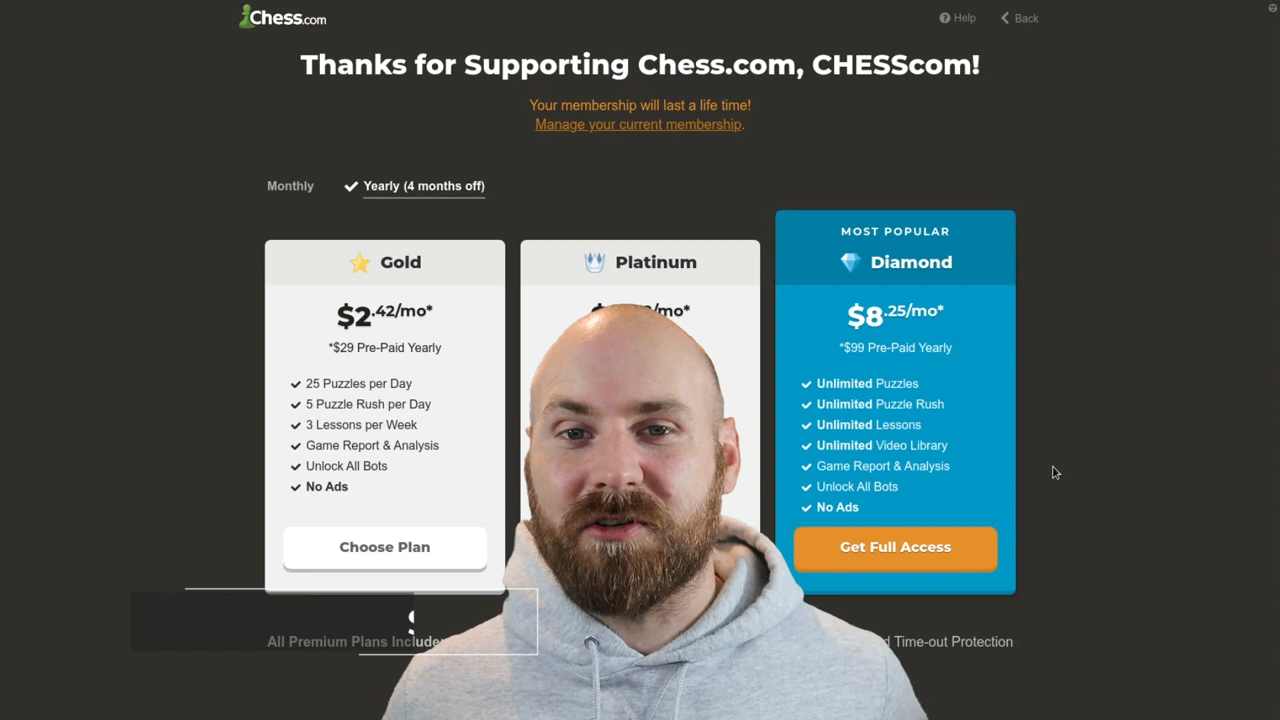 Chess.com
Help
Back
Thanks for Supporting Chess.com, CHESScom!
Your membership will last a life time!
Manage your current membership.
Monthly
Yearly (4 months off)
MOST POPULAR
Gold
Platinum
Diamond
$2.42/mo*
/mo*
$8.25/mo*
*$29 Pre-Paid Yearly
*$99 Pre-Paid Yearly
25 Puzzles per Day
5 Puzzle Rush per Day
3 Lessons per Week
Game Report & Analysis
Unlock All Bots
No Ads
Unlimited Puzzles
Unlimited Puzzle Rush
Unlimited Lessons
Unlimited Video Library
Game Report & Analysis
Unlock All Bots
No Ads
Choose Plan
Get Full Access
All Premium Plans
Time-out Protection